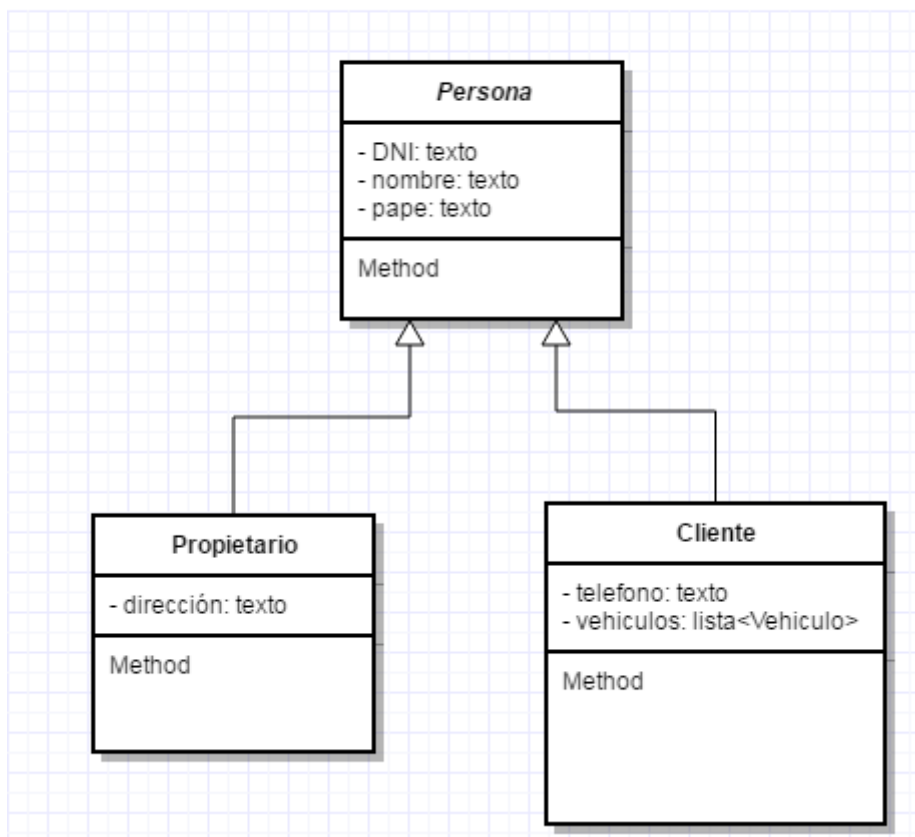 Persona
- DNI: texto
- nombre: texto
- pape: texto
Method
Propietario
- dirección: texto
Method
Cliente
- telefono: texto
- vehiculos: lista<Vehiculo>
Method